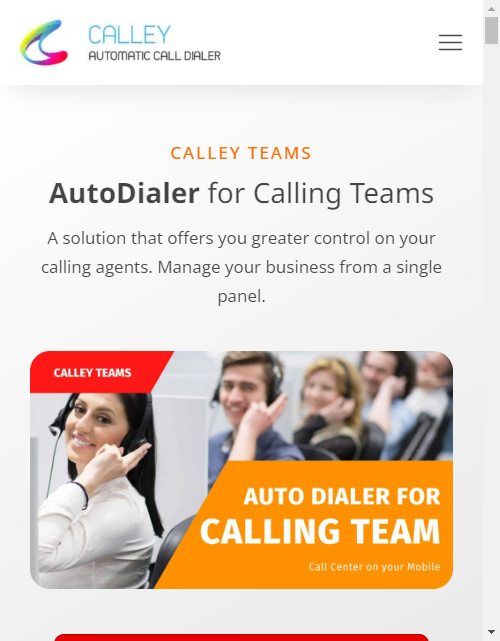 CALLEY
AUTOMATIC CALL DIALER
CALLEY TEAMS
AutoDialer for Calling Teams
A solution that offers you greater control on your
calling agents. Manage your business from a single
panel.
CALLEY TEAMS
AUTO DIALER FOR
CALLING TEAM
Call Center on your Mobile